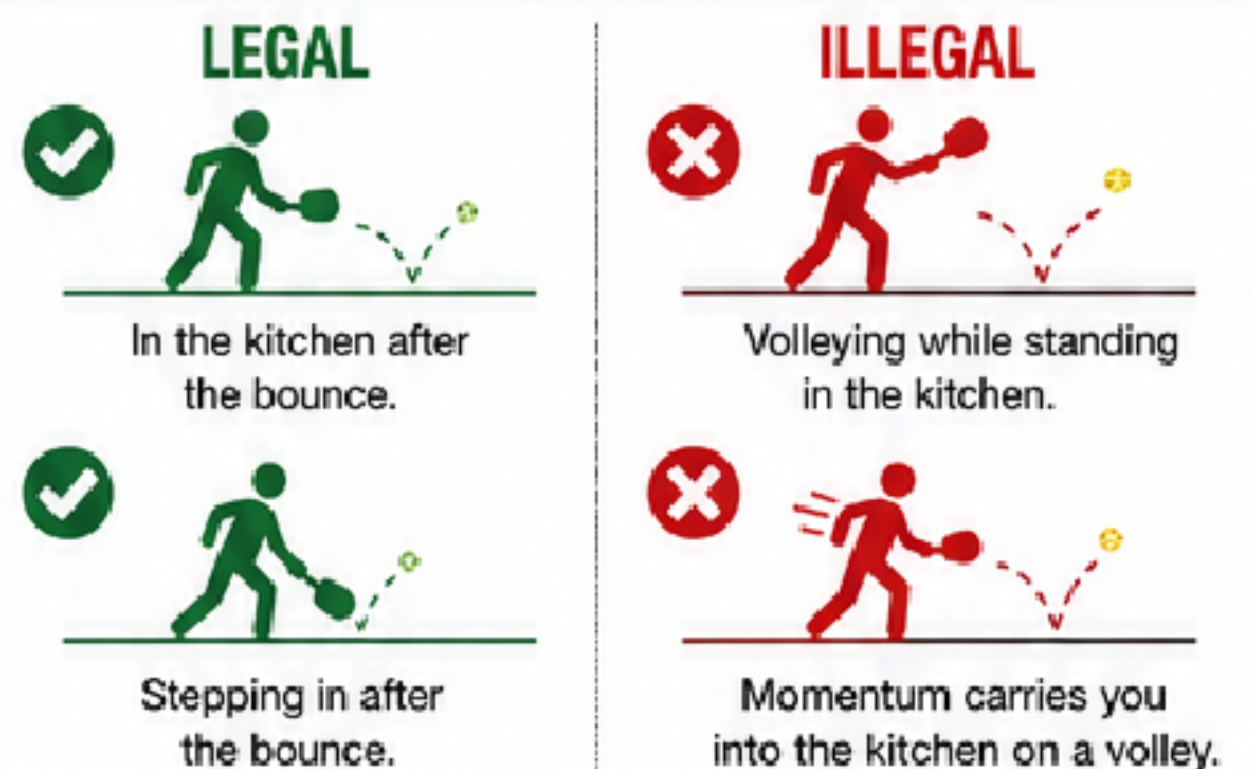 LEGAL
In the kitchen after
the bounce.
Stepping in after
the bounce.
ILLEGAL
Volleying while standing
in the kitchen.
Momentum carries you
into the kitchen on a volley.